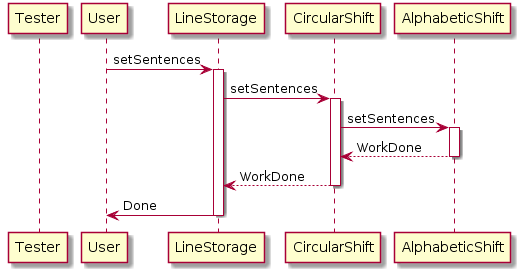 Tester User LineStorage CircularShift AlphabeticShift
setSentences
setSentences
setSentences
WorkDone
WorkDone
Done
Tester User LineStorage CircularShift AlphabeticShift